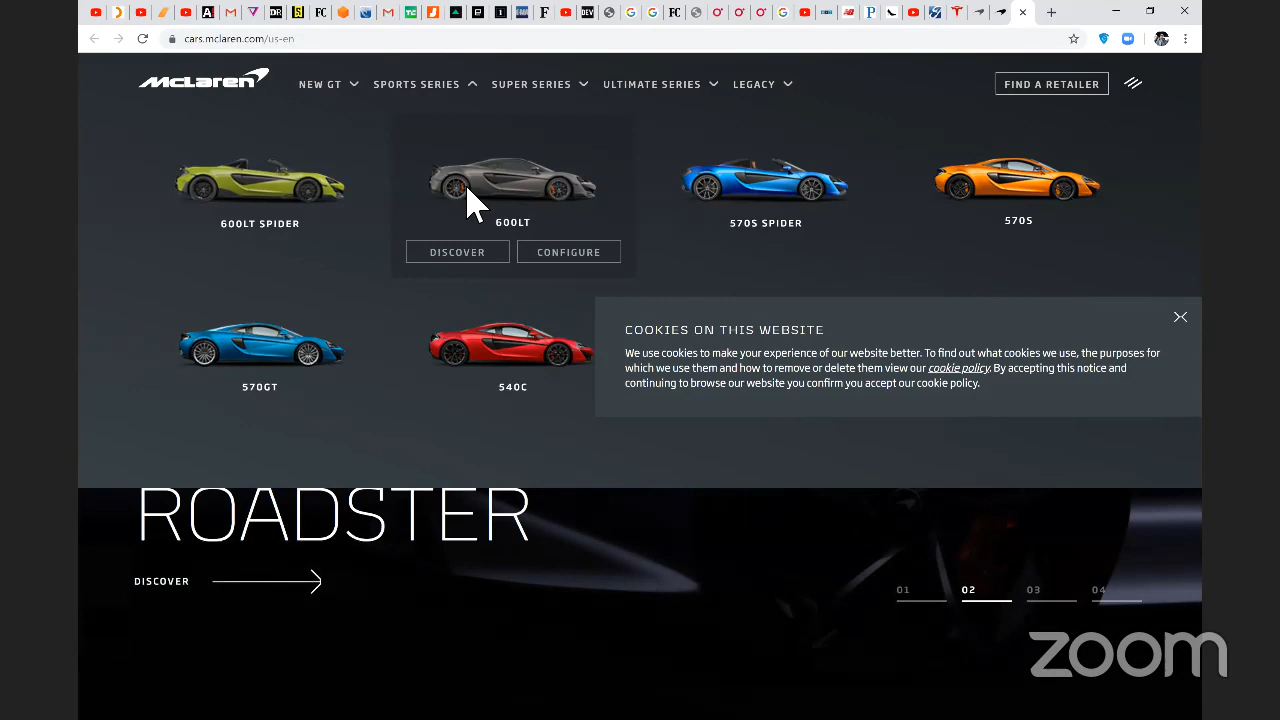 cars.mclaren.com/us-en
McLaren
NEW GT
SPORTS SERIES
SUPER SERIES
ULTIMATE SERIES
LEGACY
FIND A RETAILER
600LT SPIDER
600LT
570S SPIDER
570S
DISCOVER
CONFIGURE
570GT
540C
COOKIES ON THIS WEBSITE
We use cookies to make your experience of our website better. To find out what cookies we use, the purposes for
which we use them and how to remove or delete them view our cookie policy. By accepting this notice and
continuing to browse our website you confirm you accept our cookie policy.
ROADSTER
DISCOVER
01
02
03
04
zoom